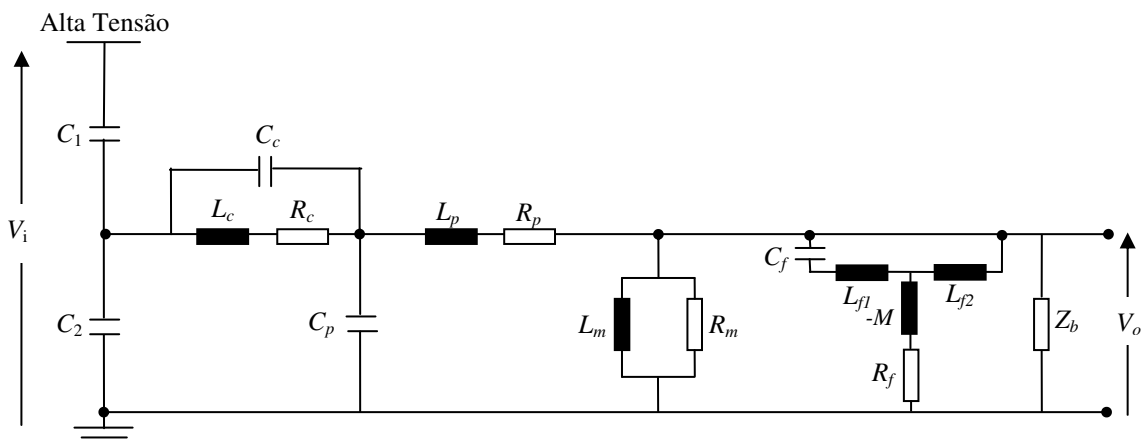 Alta Tensão
C1
Cc
Lc
Rc
Lp
Rp
Vi
Cf
Lf1
Lf2
-M
C2
Cp
Lm
Rm
Zb
Vo
Rf